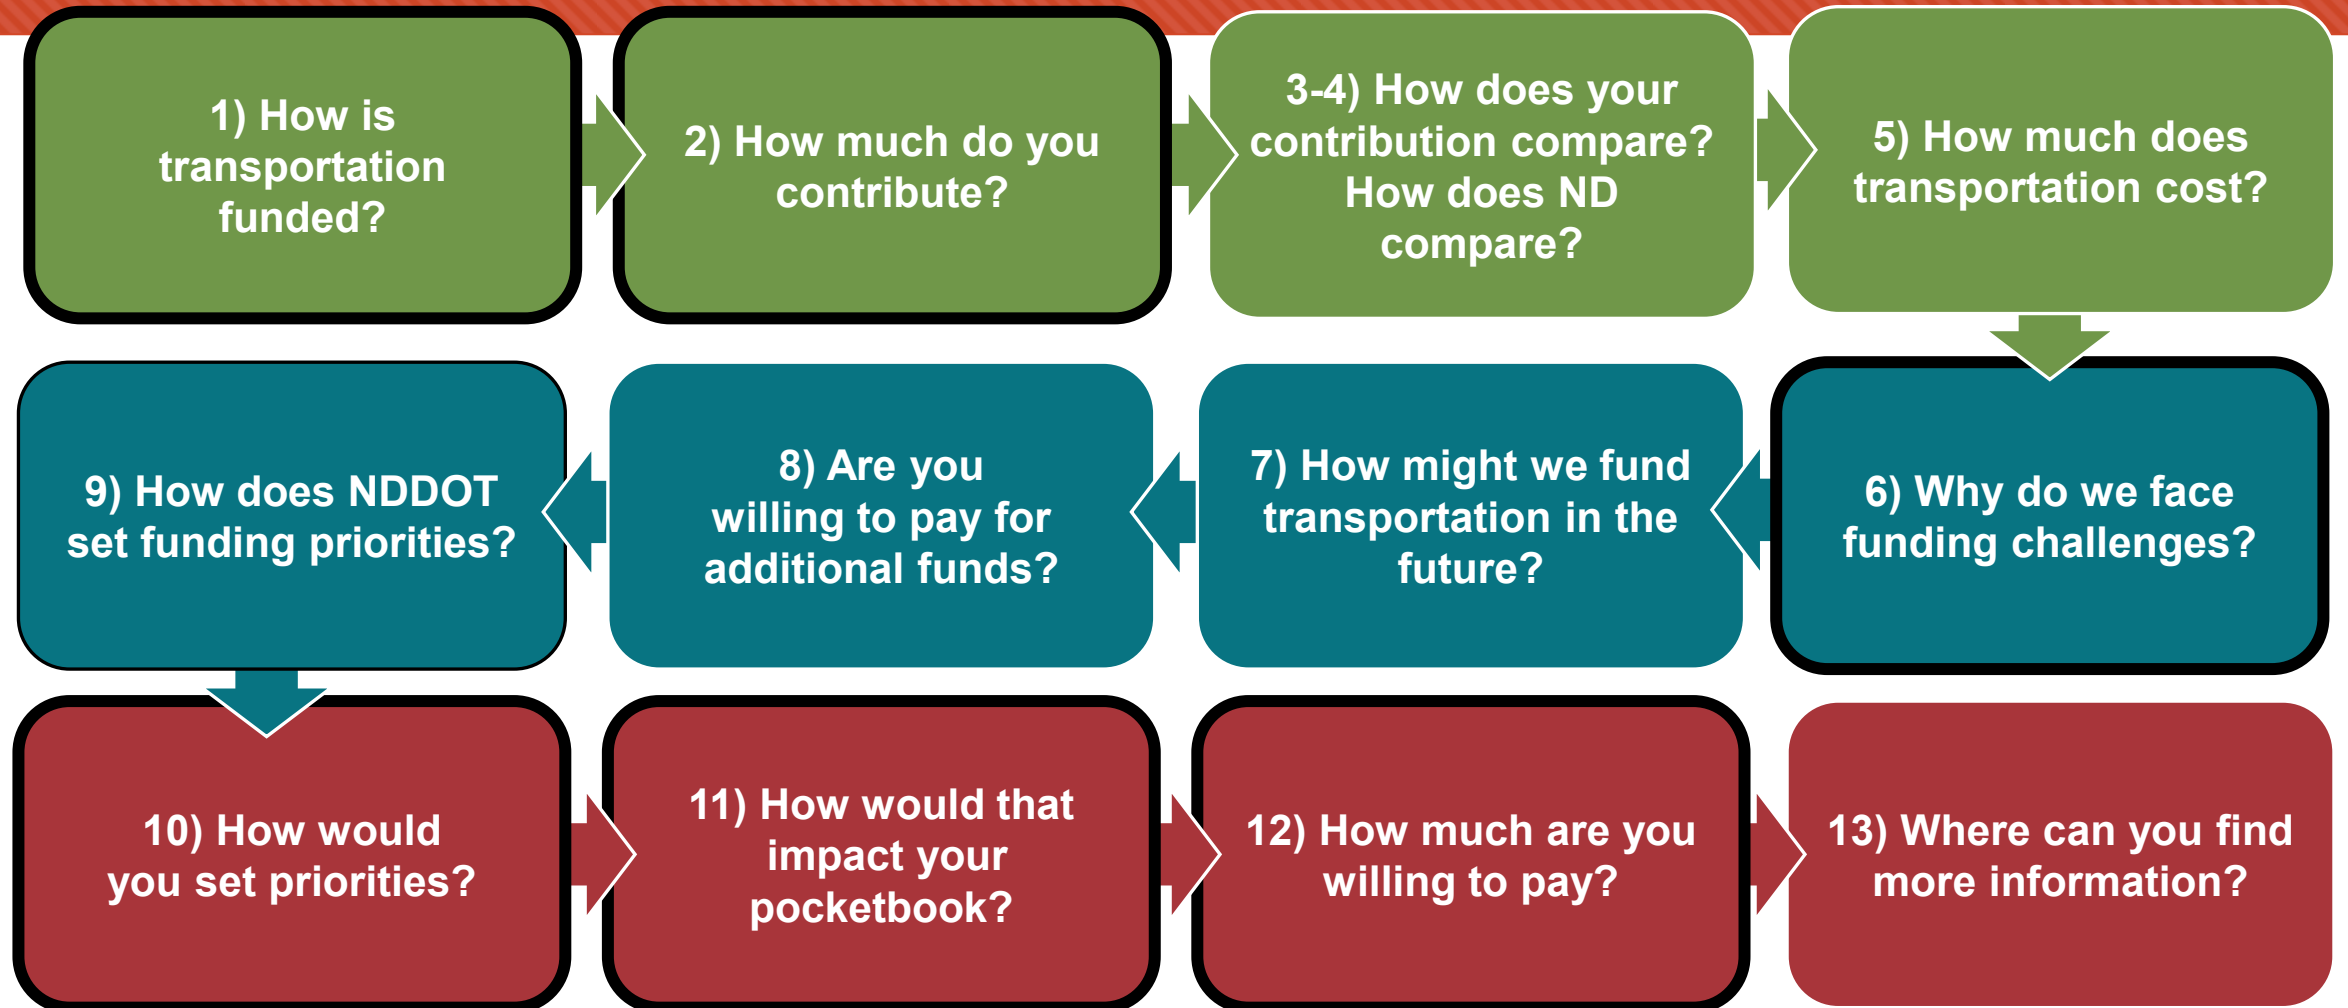 1) How is
transportation
funded?
2) How much do you
contribute?
3-4) How does your
contribution compare?
How does ND
compare?
5) How much does
transportation cost?
6) Why do we face
funding challenges?
7) How might we fund
transportation in the
future?
8) Are you
willing to pay for
additional funds?
9) How does NDDOT
set funding priorities?
10) How would
you set priorities?
11) How would that
impact your
pocketbook?
12) How much are you
willing to pay?
13) Where can you find
more information?